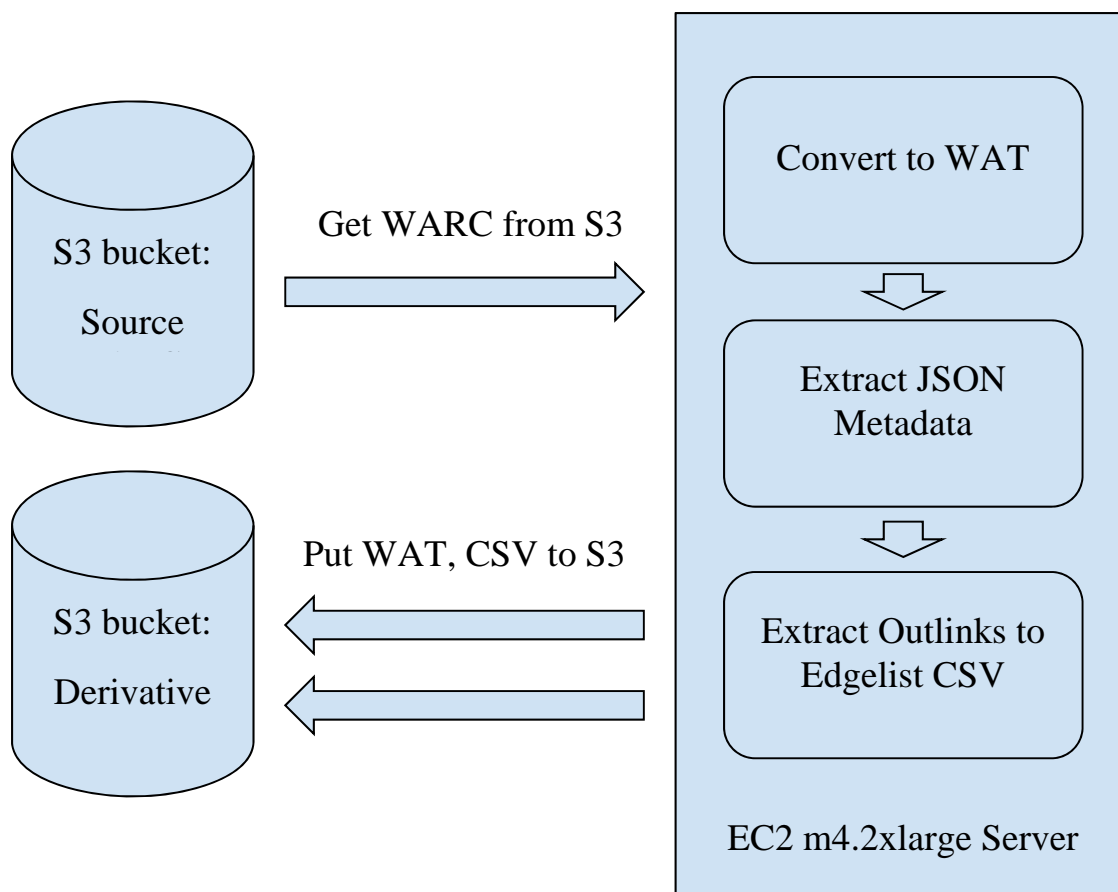 S3 bucket:
Source
Get WARC from S3
Convert to WAT
Extract JSON
Metadata
Extract Outlinks to
Edgelist CSV
EC2 m4.2xlarge Server
Put WAT, CSV to S3
S3 bucket:
Derivative